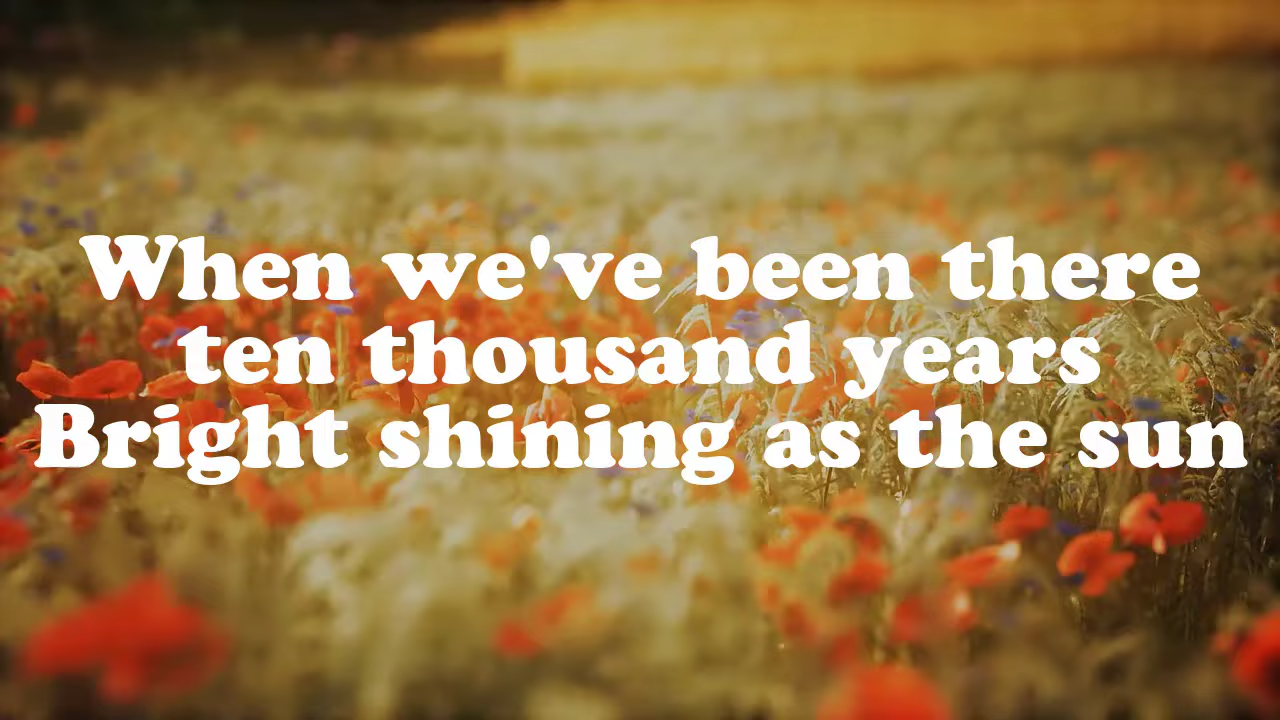 When we've been there
ten thousand years
Bright shining as the sun